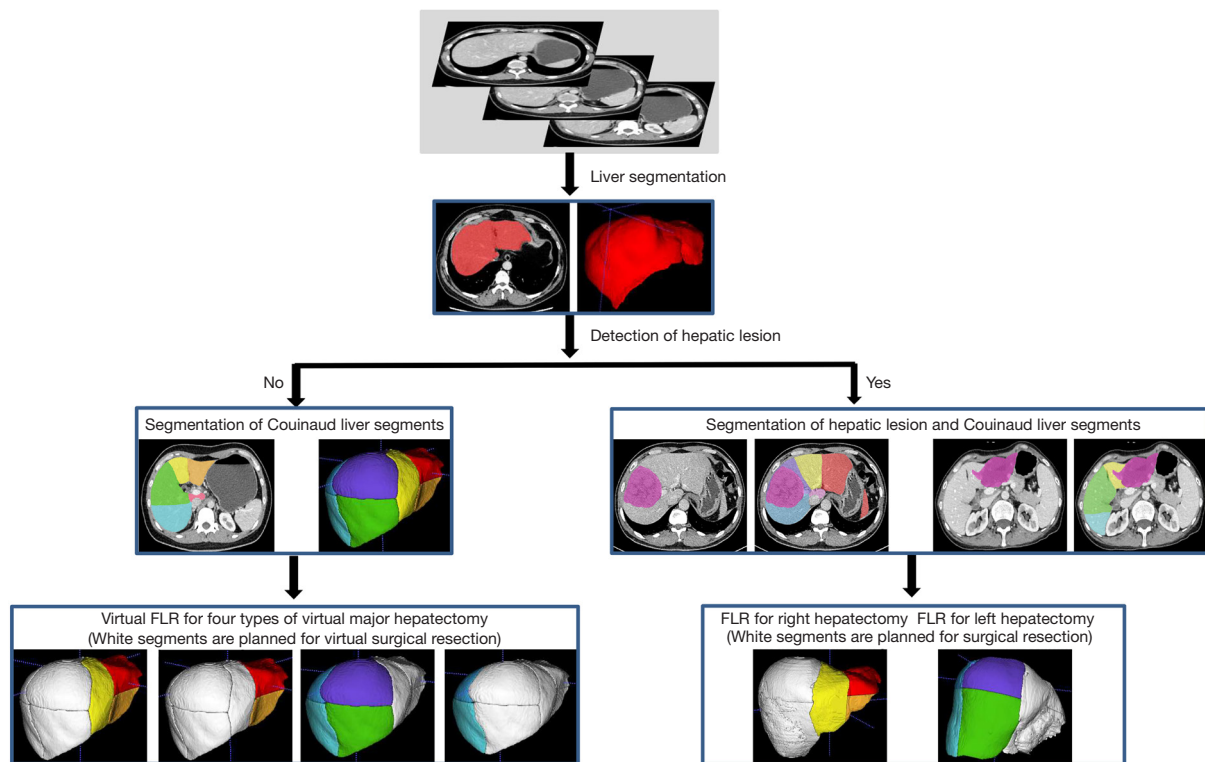 Liver segmentation
Detection of hepatic lesion
No
Yes
Segmentation of Couinaud liver segments
Segmentation of hepatic lesion and Couinaud liver segments
Virtual FLR for four types of virtual major hepatectomy
(White segments are planned for virtual surgical resection)
FLR for right hepatectomy FLR for left hepatectomy
(White segments are planned for surgical resection)